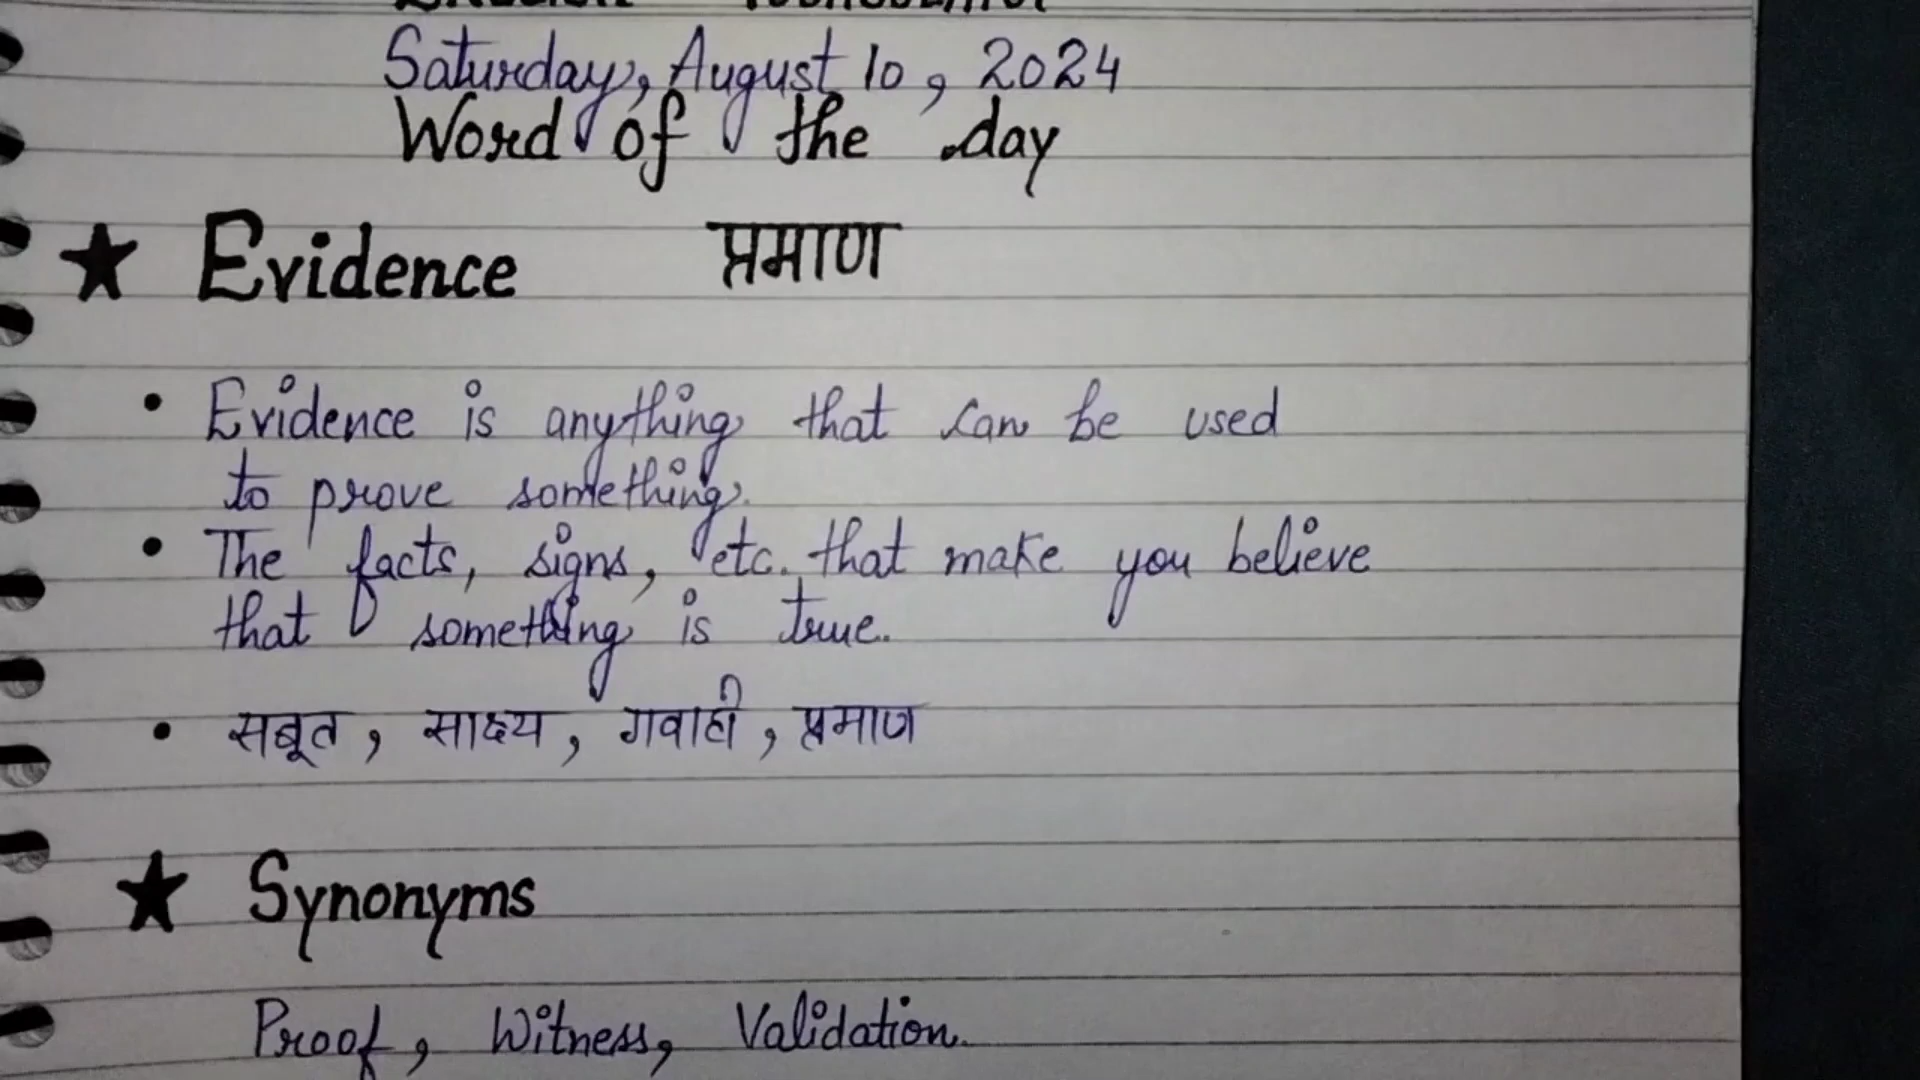 Saturday, August 10, 2024
Word of the day
★ Evidence प्रमाण
• Evidence is anything that can be used
to prove something.
• The facts, signs, etc. that make you believe
that something is true.
• सबूत, साक्ष्य, गवाही, प्रमाण
★ Synonyms
Proof, Witness, Validation.